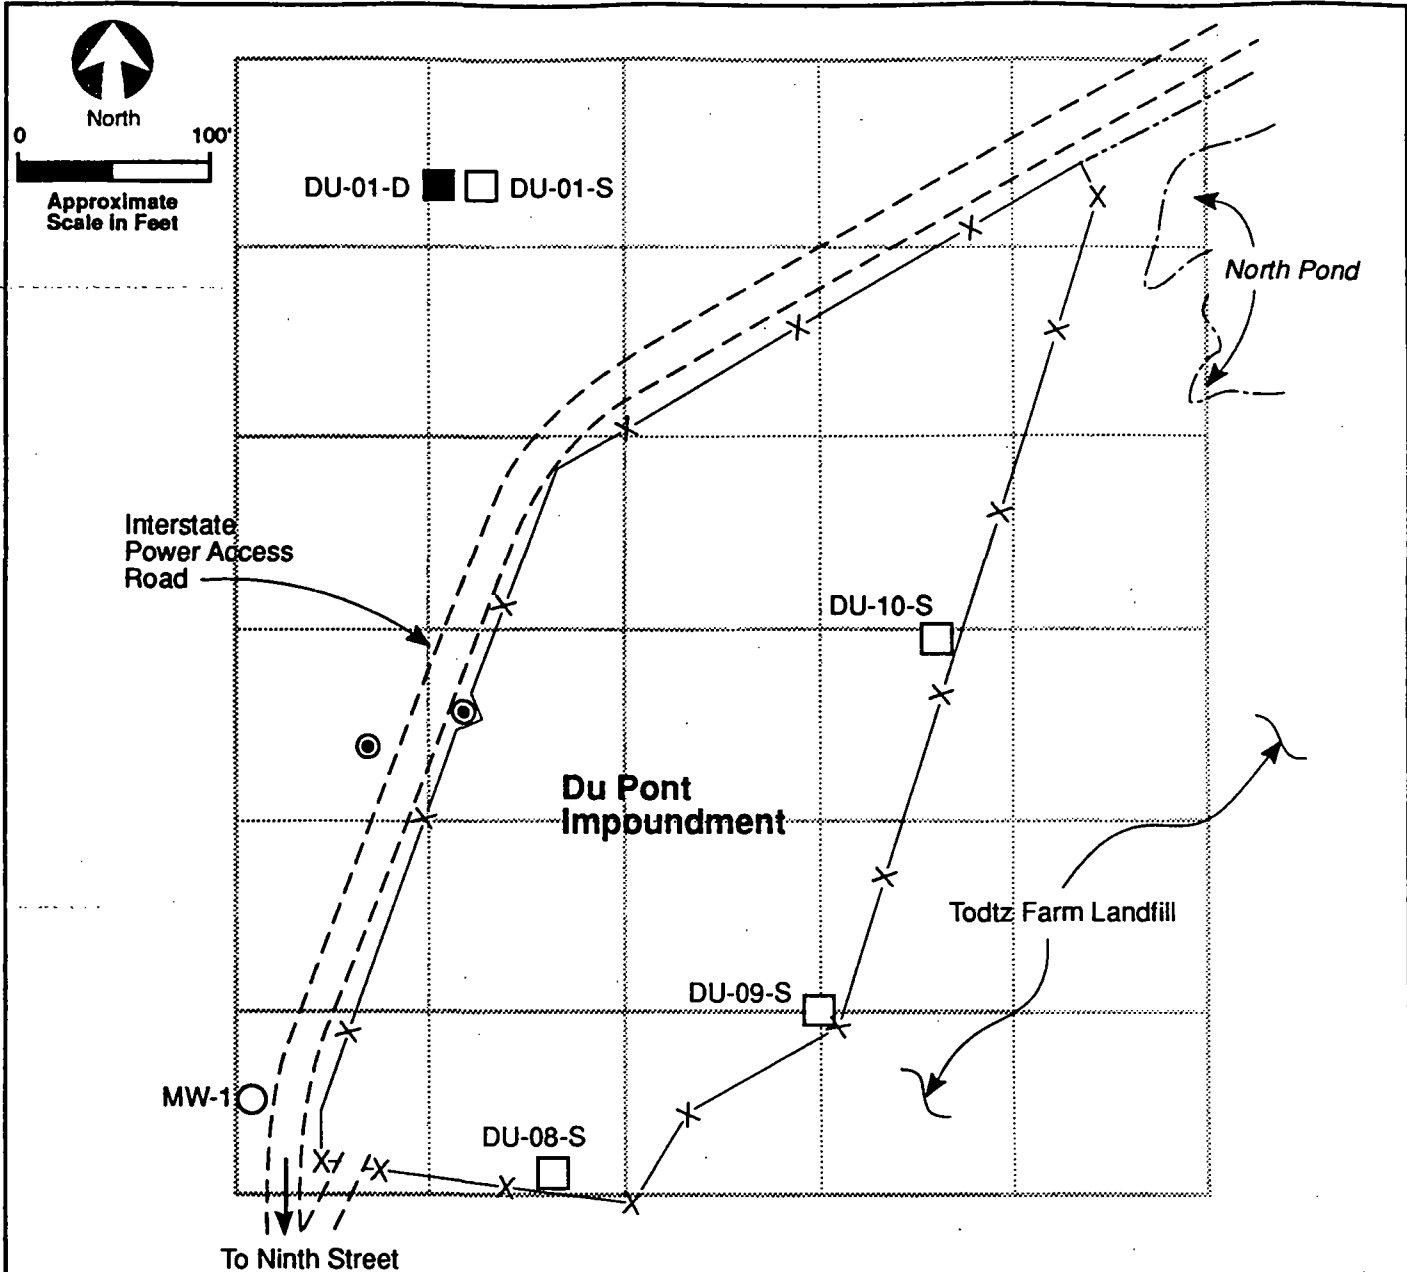 North
0 100'
Approximate
Scale in Feet
DU-01-D DU-01-S
North Pond
Interstate
Power Access
Road
DU-10-S
Du Pont
Impoundment
Todtz Farm Landfill
DU-09-S
MW-1
DU-08-S
To Ninth Street